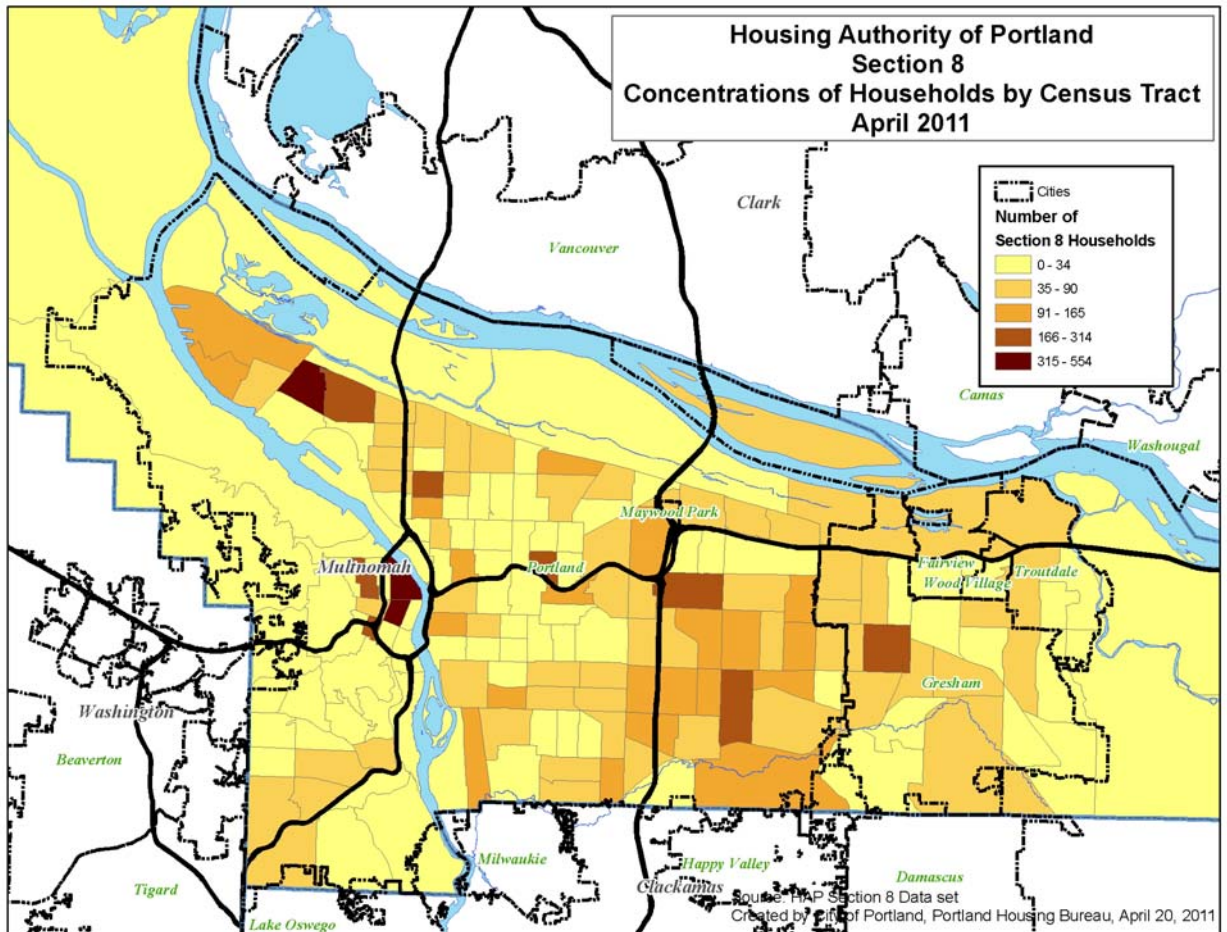 Housing Authority of Portland
Section 8
Concentrations of Households by Census Tract
April 2011
Cities
Number of
Section 8 Households
0 - 34
35 - 90
91 - 165
166 - 314
315 - 554
Clark
Vancouver
Camas
Washougal
Maywood Park
Multnomah
Portland
Fairview
Wood Village
Troutdale
Gresham
Washington
Beaverton
Tigard
Lake Oswego
Milwaukie
Happy Valley
Clackamas
Damascus
Source: HAP Section 8 Data set
Created by City of Portland, Portland Housing Bureau, April 20, 2011